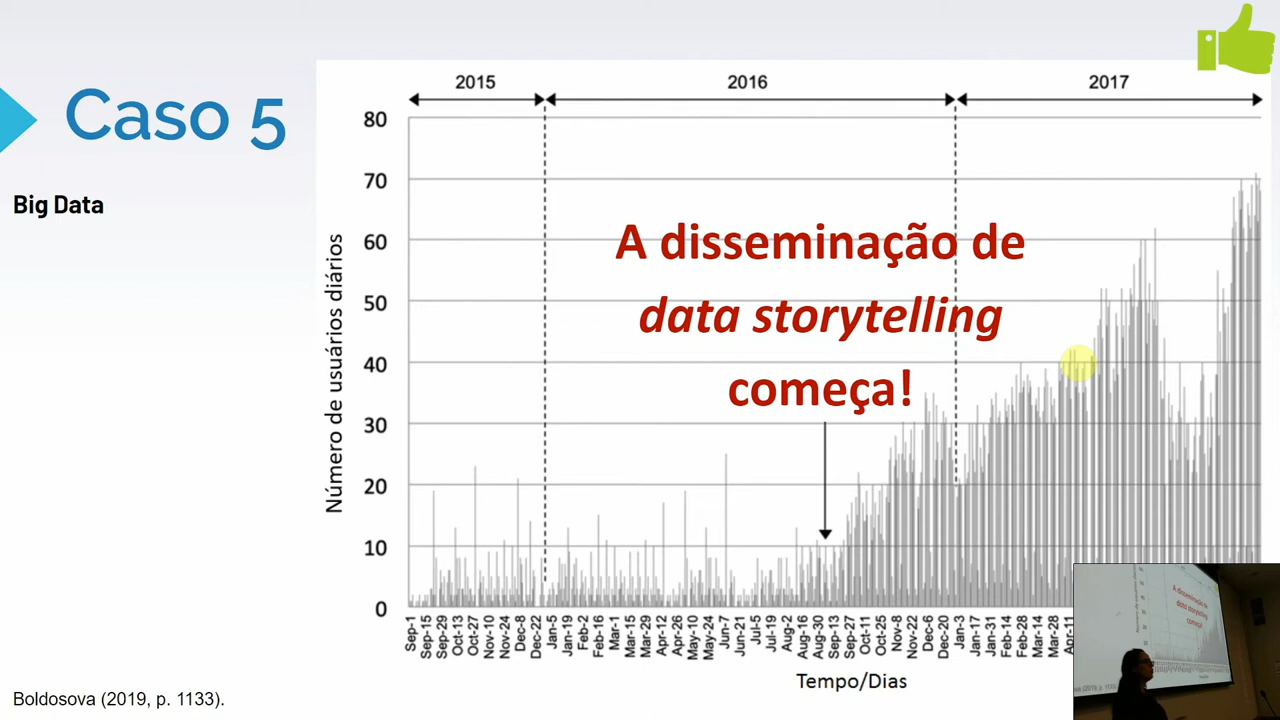 Caso 5
Big Data
2015
2016
2017
80
70
60
50
40
30
20
10
0
Número de usuários diários
A disseminação de
data storytelling
começa!
Sep-1
Sep-15
Sep-29
Oct-13
Oct-27
Nov-10
Nov-24
Dec-8
Dec-22
Jan-5
Jan-19
Feb-2
Feb-16
Mar-1
Mar-15
Mar-29
Apr-12
Apr-26
May-10
May-24
Jun-7
Jun-21
Jul-5
Jul-19
Aug-2
Aug-16
Aug-30
Sep-13
Sep-27
Oct-11
Oct-25
Nov-8
Nov-22
Dec-6
Dec-20
Jan-3
Jan-17
Jan-31
Feb-14
Feb-28
Mar-14
Mar-28
Apr-11
Tempo/Dias
Boldosova (2019, p. 1133).
A disseminação de
data storytelling
começa!